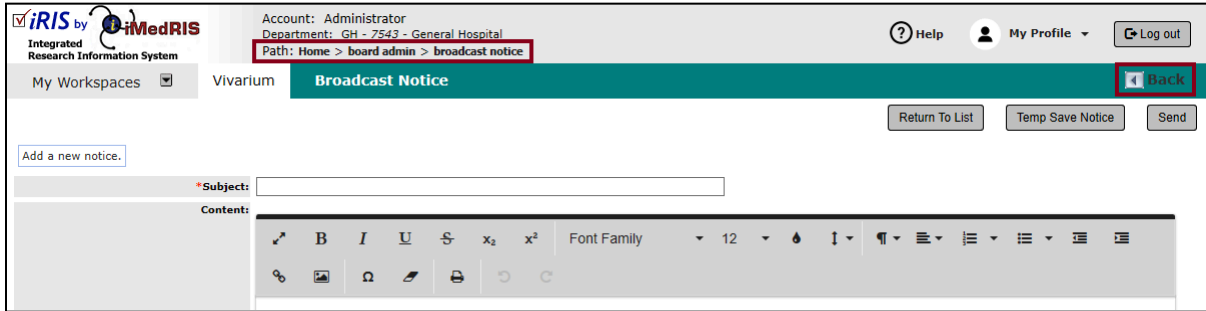 iRIS by iMedRIS
Integrated
Research Information System
Account: Administrator
Department: GH - 7543 - General Hospital
Path: Home > board admin > broadcast notice
? Help
My Profile
Log out
My Workspaces
Vivarium
Broadcast Notice
Back
Return To List
Temp Save Notice
Send
Add a new notice.
*Subject:
Content:
B I U S x₂ x² Font Family 12
Ω